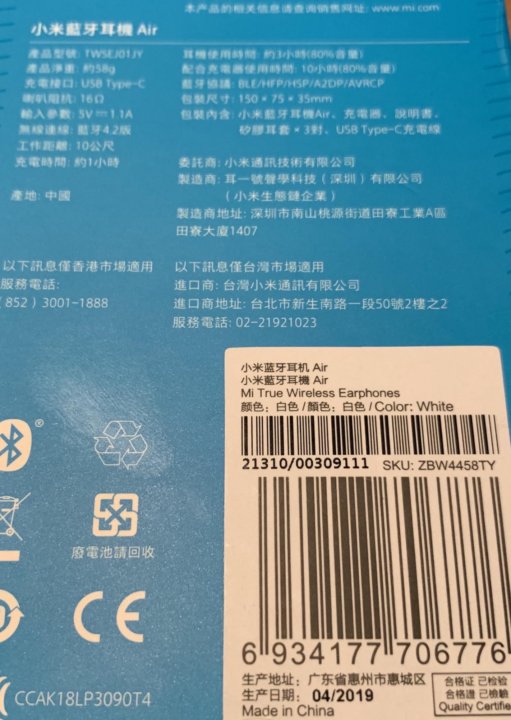 本產品的相關信息請查詢銷售網址: www.mi.com
小米藍牙耳機 Air
產品型號: TWSEJ01JY
產品淨重: 約58g
充電接口: USB Type-C
喇叭阻抗: 16Ω
輸入參數: 5V⎓1.1A
無線連線: 藍牙4.2版
工作距離: 10公尺
充電時間: 約1小時
產地: 中國
耳機使用時間: 約3小時(80%音量)
配合充電器使用時間: 10小時(80%音量)
藍牙協議: BLE/HFP/HSP/A2DP/AVRCP
包裝尺寸: 150 × 75 × 35mm
包裝內含: 小米藍牙耳機Air、充電器、說明書、
矽膠耳套 × 3對、USB Type-C充電線
委託商: 小米通訊技術有限公司
製造商: 耳一號聲學科技（深圳）有限公司
（小米生態鏈企業）
製造商地址: 深圳市南山桃源街道田寮工業A區
田寮大廈1407
以下訊息僅香港市場適用
服務電話:
（852）3001-1888
以下訊息僅台灣市場適用
進口商: 台灣小米通訊有限公司
進口商地址: 台北市新生南路一段50號2樓之2
服務電話: 02-21921023
小米蓝牙耳机 Air
小米藍牙耳機 Air
Mi True Wireless Earphones
颜色：白色 / 顏色：白色 / Color: White
21310/00309111 SKU: ZBW4458TY
6 934177 706776
生产地址: 广东省惠州市惠城区
生产日期: 04/2019
Made in China
合格证 已检验
合格證 已檢驗
Quality Certifie
廢電池請回收
CE
CCAK18LP3090T4